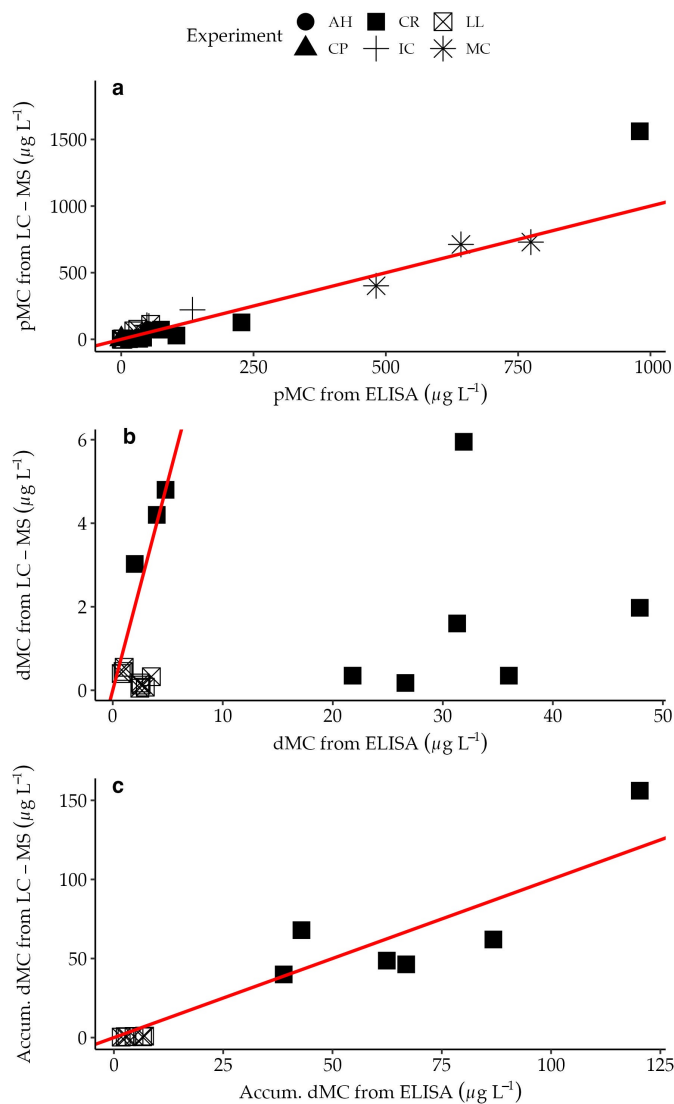 Experiment AH CR LL
CP IC MC
a
pMC from LC – MS (µg L⁻¹)
1500
1000
500
0
0 250 500 750 1000
pMC from ELISA (µg L⁻¹)
b
dMC from LC – MS (µg L⁻¹)
6
4
2
0
0 10 20 30 40 50
dMC from ELISA (µg L⁻¹)
c
Accum. dMC from LC – MS (µg L⁻¹)
150
100
50
0
0 25 50 75 100 125
Accum. dMC from ELISA (µg L⁻¹)